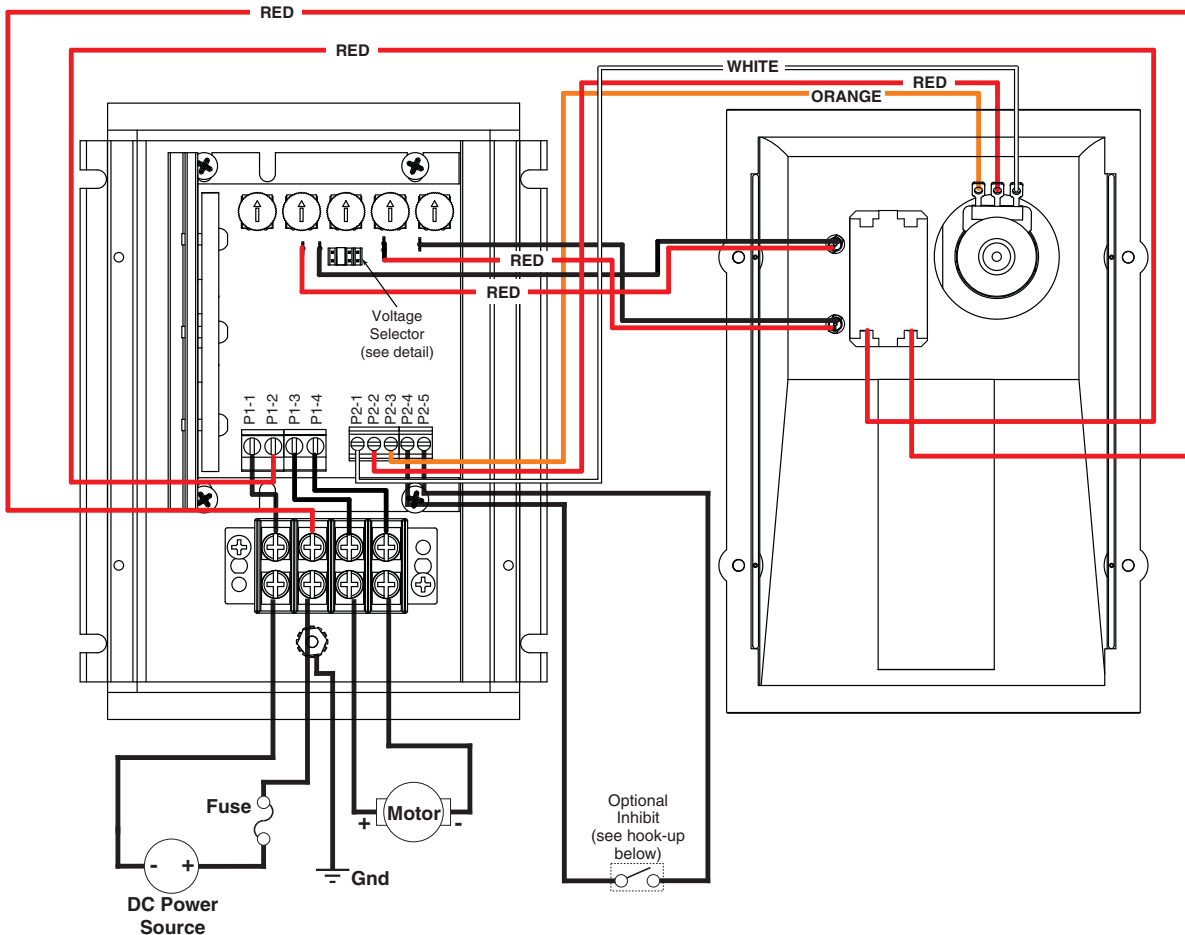 RED
RED
WHITE
RED
ORANGE
RED
RED
Voltage
Selector
(see detail)
P1-1
P1-2
P1-3
P1-4
P2-1
P2-2
P2-3
P2-4
P2-5
Fuse
+
Motor
-
-
+
DC Power
Source
Gnd
Optional
Inhibit
(see hook-up
below)